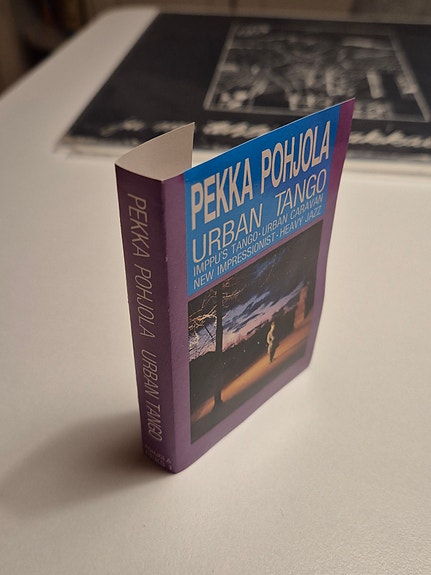 PEKKA POHJOLA
URBAN TANGO
IMPPU'S TANGO · URBAN CARAVAN
NEW IMPRESSIONIST · HEAVY JAZZ
PEKKA POHJOLA URBAN TANGO